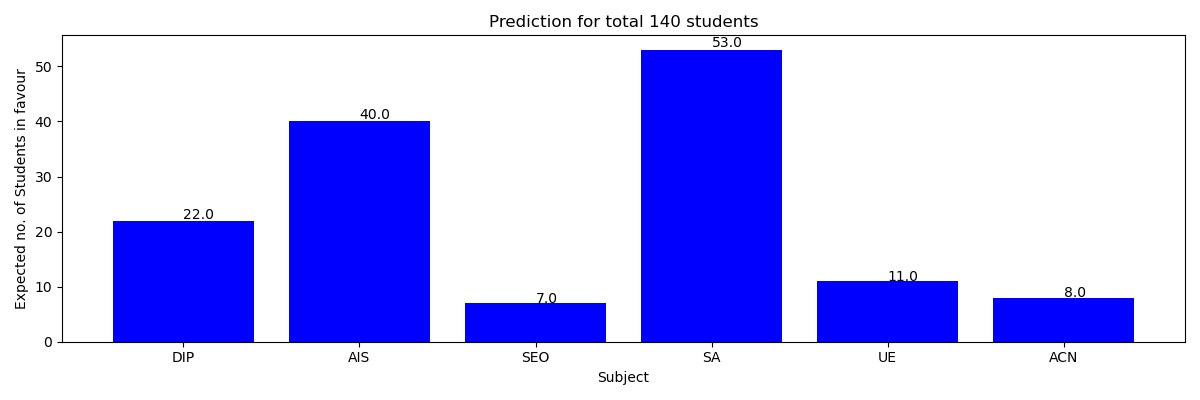 Prediction for total 140 students
Expected no. of Students in favour
50
40
30
20
10
0
22.0
40.0
7.0
53.0
11.0
8.0
DIP
AIS
SEO
SA
UE
ACN
Subject